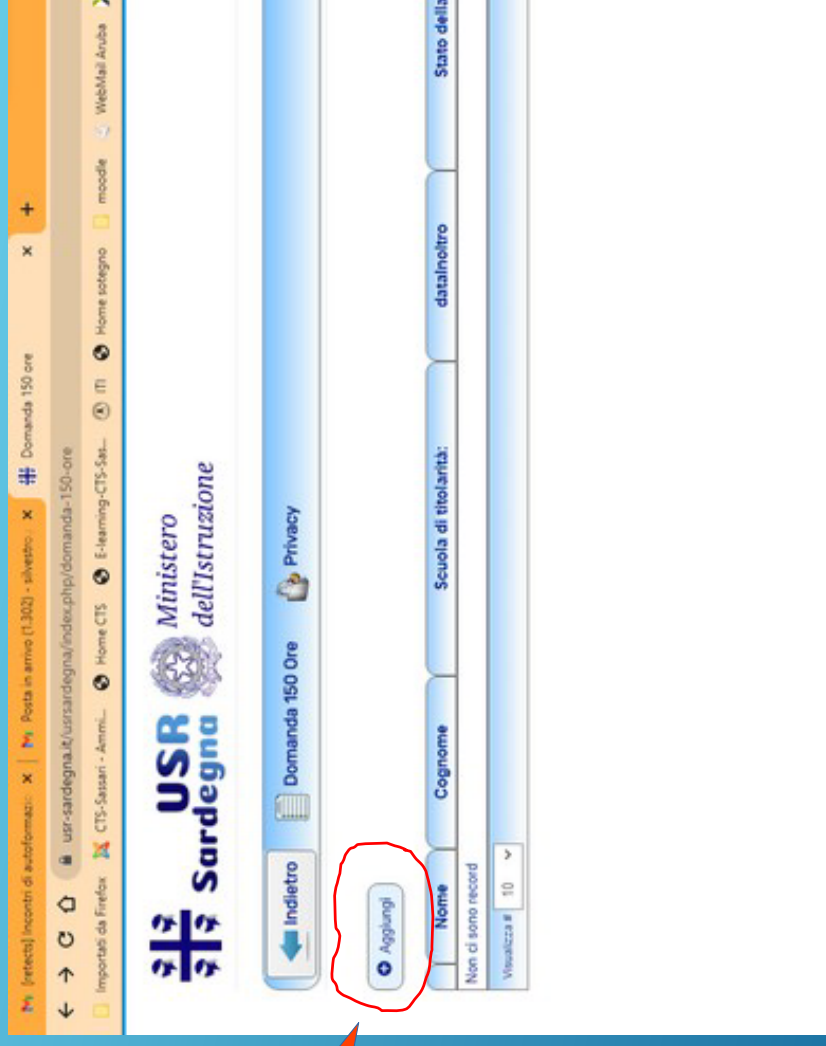 [retects] Incontri di autoformazio
Posta in arrivo (1.302) - silvestro.
Domanda 150 ore
usr-sardegna.it/usrsardegna/index.php/domanda-150-ore
Importati da Firefox CTS-Sassari - Ammi... Home CTS E-learning-CTS-Sas... ITI Home sotegno moodle WebMail Aruba
USR
Sardegna
Ministero
dell'Istruzione
Indietro Domanda 150 Ore Privacy
Aggiungi
Nome Cognome Scuola di titolarità: dataInoltro Stato della
Non ci sono record
Visualizza # 10